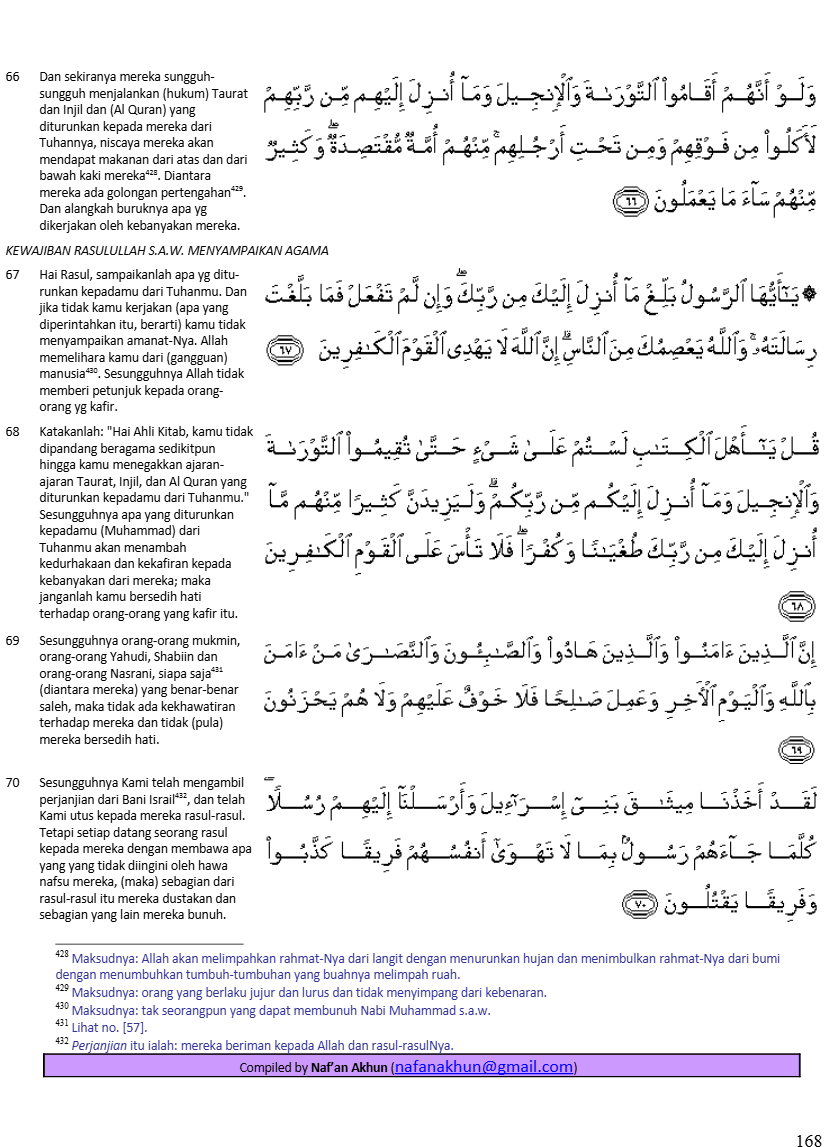 66 Dan sekiranya mereka sungguh-
sungguh menjalankan (hukum) Taurat
dan Injil dan (Al Quran) yang
diturunkan kepada mereka dari
Tuhannya, niscaya mereka akan
mendapat makanan dari atas dan dari
bawah kaki mereka⁴²⁸. Diantara
mereka ada golongan pertengahan⁴²⁹.
Dan alangkah buruknya apa yg
dikerjakan oleh kebanyakan mereka.
وَلَوْ أَنَّهُمْ أَقَامُوا۟ ٱلتَّوْرَىٰةَ وَٱلْإِنجِيلَ وَمَآ أُنزِلَ إِلَيْهِم مِّن رَّبِّهِمْ
لَأَكَلُوا۟ مِن فَوْقِهِمْ وَمِن تَحْتِ أَرْجُلِهِم ۚ مِّنْهُمْ أُمَّةٌ مُّقْتَصِدَةٌ ۖ وَكَثِيرٌ
مِّنْهُمْ سَآءَ مَا يَعْمَلُونَ ٦٦
KEWAJIBAN RASULULLAH S.A.W. MENYAMPAIKAN AGAMA
67 Hai Rasul, sampaikanlah apa yg ditu-
runkan kepadamu dari Tuhanmu. Dan
jika tidak kamu kerjakan (apa yang
diperintahkan itu, berarti) kamu tidak
menyampaikan amanat-Nya. Allah
memelihara kamu dari (gangguan)
manusia⁴³⁰. Sesungguhnya Allah tidak
memberi petunjuk kepada orang-
orang yg kafir.
۞ يَـٰٓأَيُّهَا ٱلرَّسُولُ بَلِّغْ مَآ أُنزِلَ إِلَيْكَ مِن رَّبِّكَ ۖ وَإِن لَّمْ تَفْعَلْ فَمَا بَلَّغْتَ
رِسَالَتَهُۥ ۚ وَٱللَّهُ يَعْصِمُكَ مِنَ ٱلنَّاسِ ۗ إِنَّ ٱللَّهَ لَا يَهْدِى ٱلْقَوْمَ ٱلْكَـٰفِرِينَ ٦٧
68 Katakanlah: "Hai Ahli Kitab, kamu tidak
dipandang beragama sedikitpun
hingga kamu menegakkan ajaran-
ajaran Taurat, Injil, dan Al Quran yang
diturunkan kepadamu dari Tuhanmu."
Sesungguhnya apa yang diturunkan
kepadamu (Muhammad) dari
Tuhanmu akan menambah
kedurhakaan dan kekafiran kepada
kebanyakan dari mereka; maka
janganlah kamu bersedih hati
terhadap orang-orang yang kafir itu.
قُلْ يَـٰٓأَهْلَ ٱلْكِتَـٰبِ لَسْتُمْ عَلَىٰ شَىْءٍ حَتَّىٰ تُقِيمُوا۟ ٱلتَّوْرَىٰةَ
وَٱلْإِنجِيلَ وَمَآ أُنزِلَ إِلَيْكُم مِّن رَّبِّكُمْ ۗ وَلَيَزِيدَنَّ كَثِيرًا مِّنْهُم مَّآ
أُنزِلَ إِلَيْكَ مِن رَّبِّكَ طُغْيَـٰنًا وَكُفْرًا ۖ فَلَا تَأْسَ عَلَى ٱلْقَوْمِ ٱلْكَـٰفِرِينَ
٦٨
69 Sesungguhnya orang-orang mukmin,
orang-orang Yahudi, Shabiin dan
orang-orang Nasrani, siapa saja⁴³¹
(diantara mereka) yang benar-benar
saleh, maka tidak ada kekhawatiran
terhadap mereka dan tidak (pula)
mereka bersedih hati.
إِنَّ ٱلَّذِينَ ءَامَنُوا۟ وَٱلَّذِينَ هَادُوا۟ وَٱلصَّـٰبِـُٔونَ وَٱلنَّصَـٰرَىٰ مَنْ ءَامَنَ
بِٱللَّهِ وَٱلْيَوْمِ ٱلْـَٔاخِرِ وَعَمِلَ صَـٰلِحًا فَلَا خَوْفٌ عَلَيْهِمْ وَلَا هُمْ يَحْزَنُونَ
٦٩
70 Sesungguhnya Kami telah mengambil
perjanjian dari Bani Israil⁴³², dan telah
Kami utus kepada mereka rasul-rasul.
Tetapi setiap datang seorang rasul
kepada mereka dengan membawa apa
yang yang tidak diingini oleh hawa
nafsu mereka, (maka) sebagian dari
rasul-rasul itu mereka dustakan dan
sebagian yang lain mereka bunuh.
لَقَدْ أَخَذْنَا مِيثَـٰقَ بَنِىٓ إِسْرَٰٓءِيلَ وَأَرْسَلْنَآ إِلَيْهِمْ رُسُلًا ۖ
كُلَّمَا جَآءَهُمْ رَسُولٌۢ بِمَا لَا تَهْوَىٰٓ أَنفُسُهُمْ فَرِيقًا كَذَّبُوا۟
وَفَرِيقًا يَقْتُلُونَ ٧٠
⁴²⁸ Maksudnya: Allah akan melimpahkan rahmat-Nya dari langit dengan menurunkan hujan dan menimbulkan rahmat-Nya dari bumi
dengan menumbuhkan tumbuh-tumbuhan yang buahnya melimpah ruah.
⁴²⁹ Maksudnya: orang yang berlaku jujur dan lurus dan tidak menyimpang dari kebenaran.
⁴³⁰ Maksudnya: tak seorangpun yang dapat membunuh Nabi Muhammad s.a.w.
⁴³¹ Lihat no. [57].
⁴³² Perjanjian itu ialah: mereka beriman kepada Allah dan rasul-rasulNya.
Compiled by Naf'an Akhun (nafanakhun@gmail.com)
168